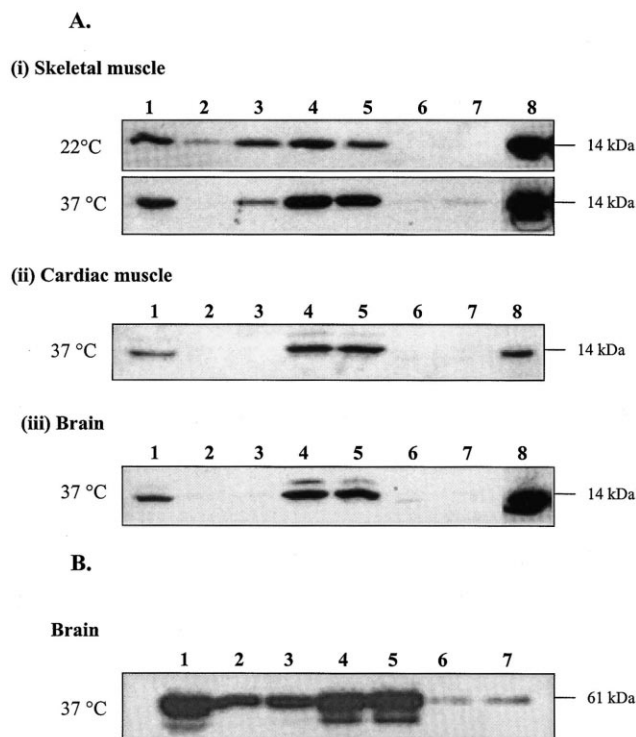 A.
(i) Skeletal muscle
1 2 3 4 5 6 7 8
22°C 14 kDa
37 °C 14 kDa
(ii) Cardiac muscle
1 2 3 4 5 6 7 8
37 °C 14 kDa
(iii) Brain
1 2 3 4 5 6 7 8
37 °C 14 kDa
B.
Brain
1 2 3 4 5 6 7
37 °C 61 kDa